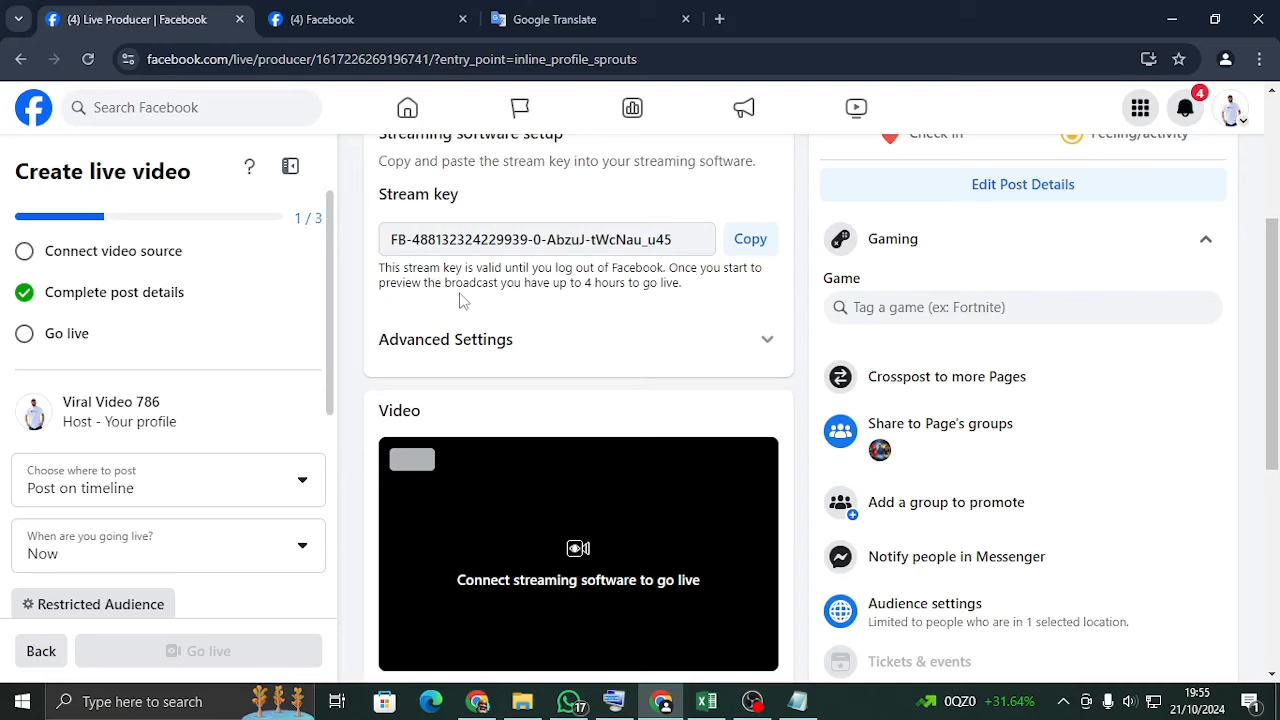 (4) Live Producer | Facebook
(4) Facebook
Google Translate
facebook.com/live/producer/1617226269196741/?entry_point=inline_profile_sprouts
Search Facebook
4
Create live video
1 / 3
Connect video source
Complete post details
Go live
Viral Video 786
Host - Your profile
Choose where to post
Post on timeline
When are you going live?
Now
Restricted Audience
Back
Go live
Streaming software setup
Copy and paste the stream key into your streaming software.
Stream key
FB-488132324229939-0-AbzuJ-tWcNau_u45
Copy
This stream key is valid until you log out of Facebook. Once you start to
preview the broadcast you have up to 4 hours to go live.
Advanced Settings
Video
Connect streaming software to go live
Check in
Feeling/activity
Edit Post Details
Gaming
Game
Tag a game (ex: Fortnite)
Crosspost to more Pages
Share to Page's groups
Add a group to promote
Notify people in Messenger
Audience settings
Limited to people who are in 1 selected location.
Tickets & events
Type here to search
17
0QZ0 +31.64%
19:55
21/10/2024
1